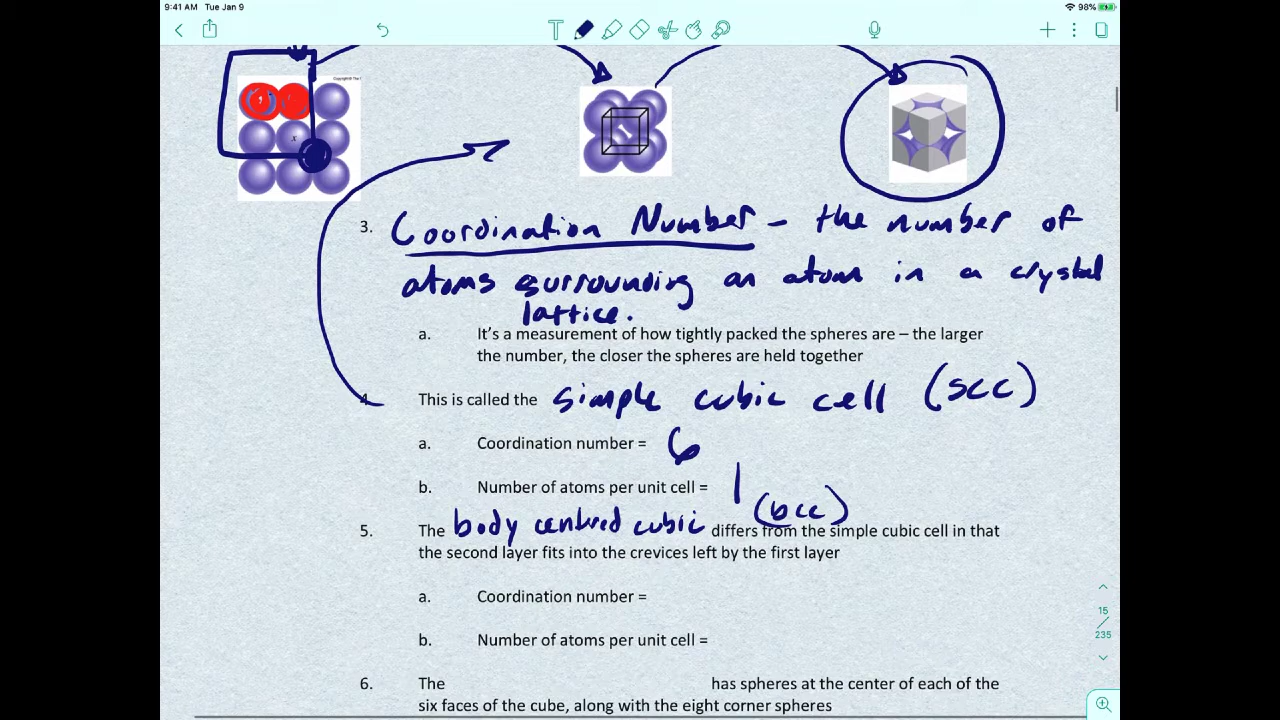 9:41 AM Tue Jan 9
98%
3. Coordination Number – the number of
atoms surrounding an atom in a crystal
lattice.
a. It's a measurement of how tightly packed the spheres are – the larger
the number, the closer the spheres are held together
4. This is called the simple cubic cell (scc)
a. Coordination number = 6
b. Number of atoms per unit cell = 1
5. The body centred cubic (bcc) differs from the simple cubic cell in that
the second layer fits into the crevices left by the first layer
a. Coordination number =
b. Number of atoms per unit cell =
15
235
6. The has spheres at the center of each of the
six faces of the cube, along with the eight corner spheres